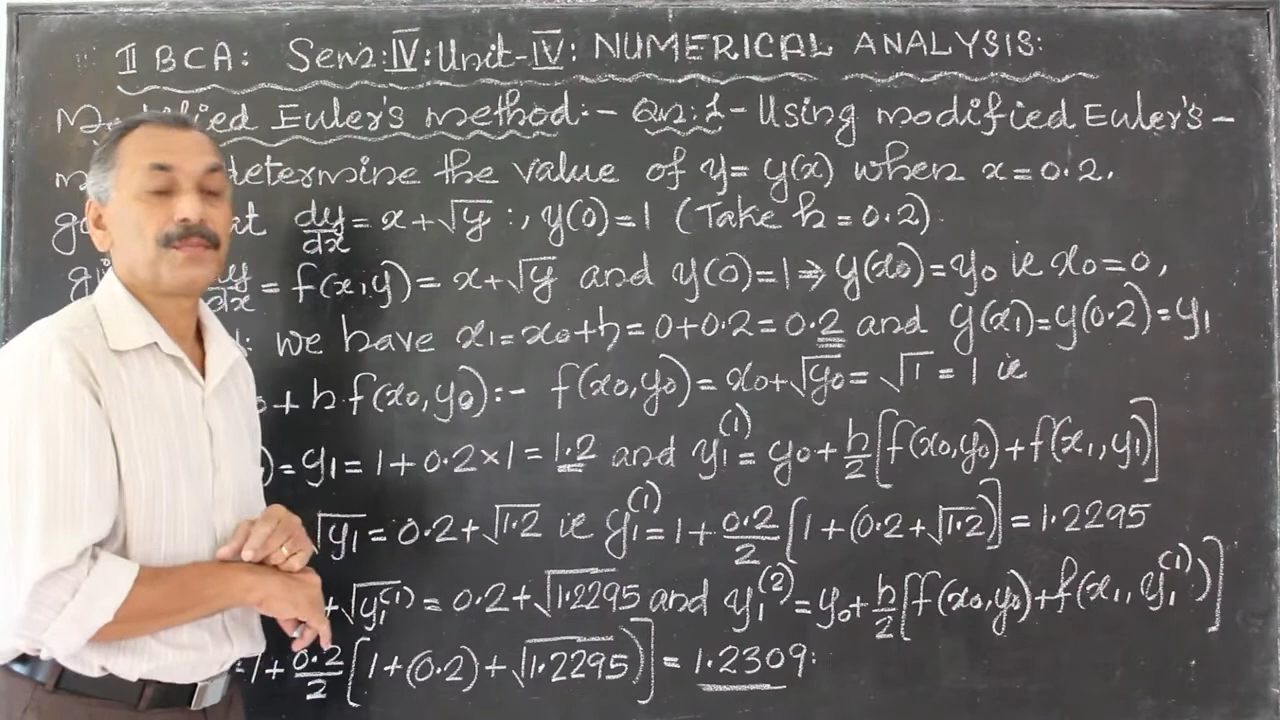 II BCA: Sem:IV:Unit-IV: NUMERICAL ANALYSIS:
ied Euler's method:- Qn:1- Using modified Euler's-
determine the value of y= y(x) when x=0.2.
dy/dx = x+√y :, y(0)=1 (Take h=0.2).
dx = f(x,y)= x+√y and y(0)=1⇒y(x₀)=y₀ ie x₀=0,
: we have x₁=x₀+h=0+0.2=0.2 and y(x₁)=y(0.2)=y₁
+ h f(x₀,y₀):- f(x₀,y₀)= x₀+√y₀= √1 = 1 ie
)=y₁= 1+0.2×1=1.2 and y₁⁽¹⁾= y₀+h/2[f(x₀,y₀)+f(x₁,y₁)]
√y₁=0.2+√1.2 ie y₁⁽¹⁾=1+0.2/2[1+(0.2+√1.2)]=1.2295
+√y₁⁽¹⁾=0.2+√1.2295 and y₁⁽²⁾=y₀+h/2[f(x₀,y₀)+f(x₁,y₁⁽¹⁾)]
1+0.2/2[1+(0.2)+√1.2295)]=1.2309: